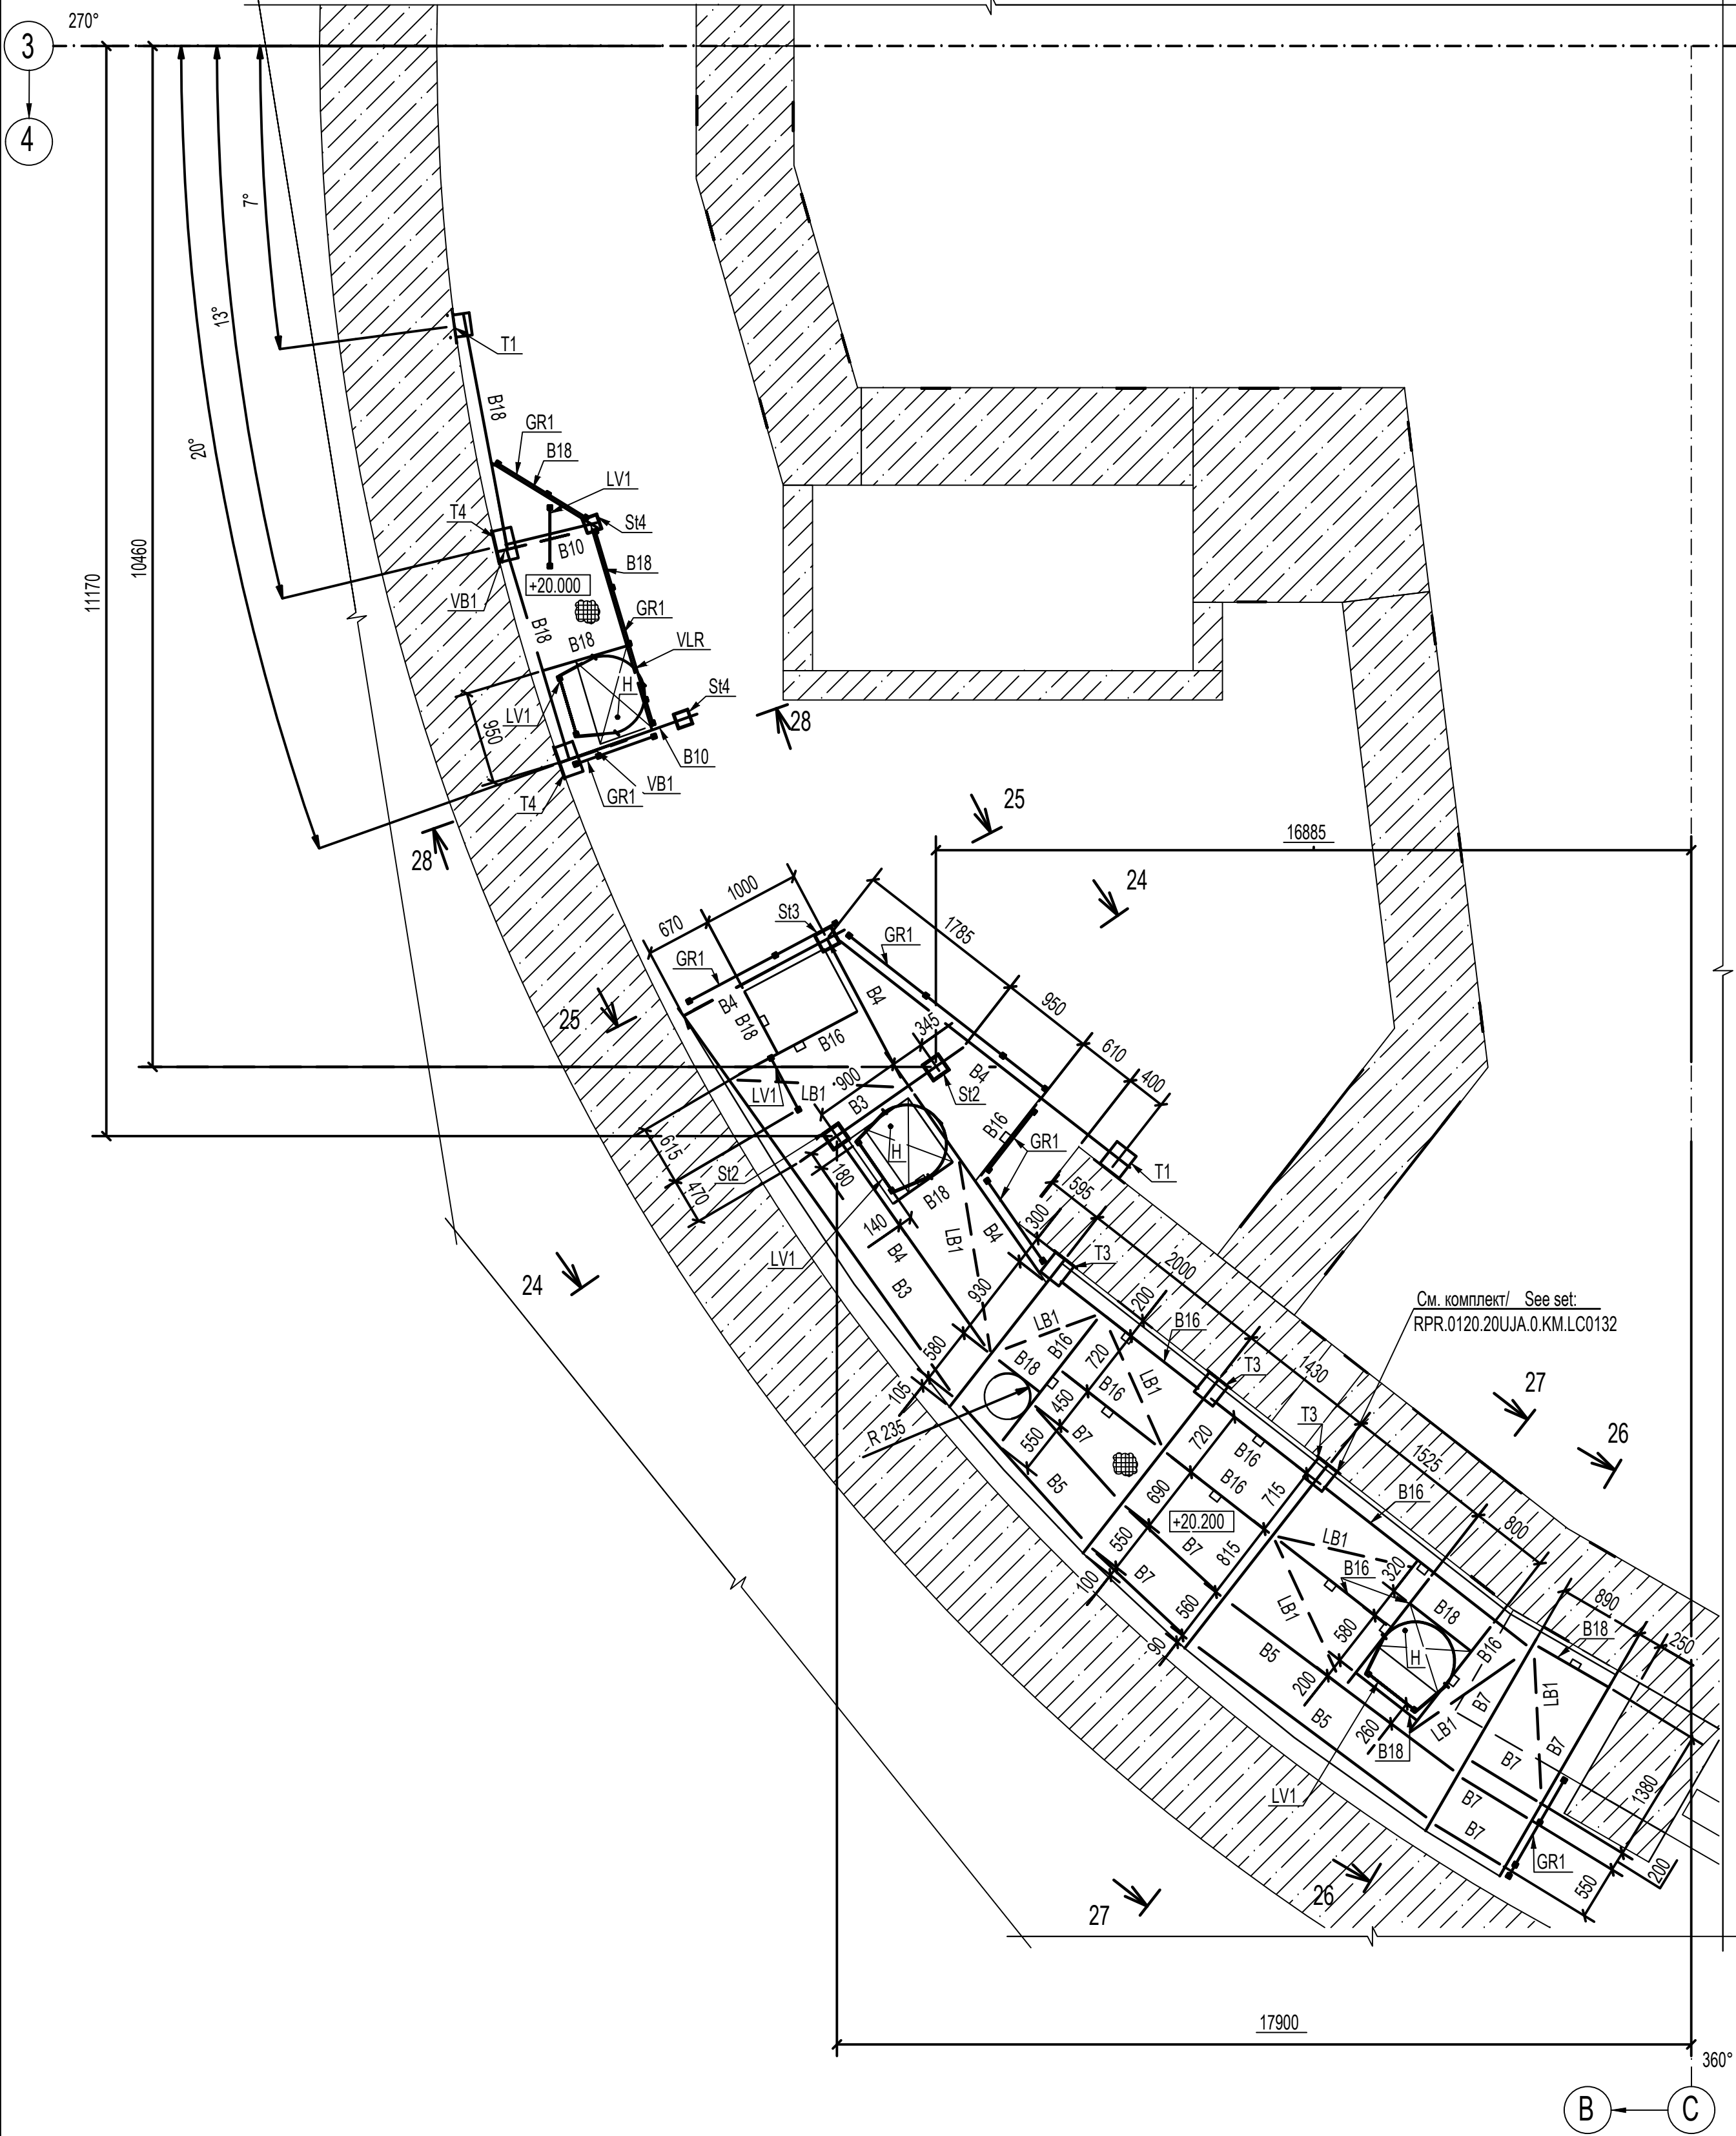 270°
3
4
7°
13°
20°
11170
10460
T1
B18
GR1
B18
LV1
T4
St4
B10
B18
+20.000
VB1
GR1
B18
B18
VLR
H
St4
LV1
950
28
B10
VB1
GR1
T4
28
25
16885
24
1000
670
St3
1785
GR1
GR1
B4
B4
B18
950
25
345
B16
610
B4
400
900
LV1
LB1
St2
B3
B16
GR1
H
T1
615
180
St2
470
B18
595
140
300
B4
LB1
B4
T3
LV1
24
B3
2000
930
200
См. комплект/ See set:
RPR.0120.20UJA.0.KM.LC0132
LB1
B16
B16
720
580
B18
LB1
T3
1430
105
B16
450
27
R 235
B7
T3
720
B16
26
550
B16
1525
B5
690
715
B16
+20.200
800
550
B7
815
LB1
B16
320
100
B7
890
560
LB1
B18
B18
250
90
580
H
B16
B5
200
B7
LB1
B5
260
LB1
B18
B7
B7
LV1
B7
1380
B7
GR1
200
550
26
27
17900
360°
B
C